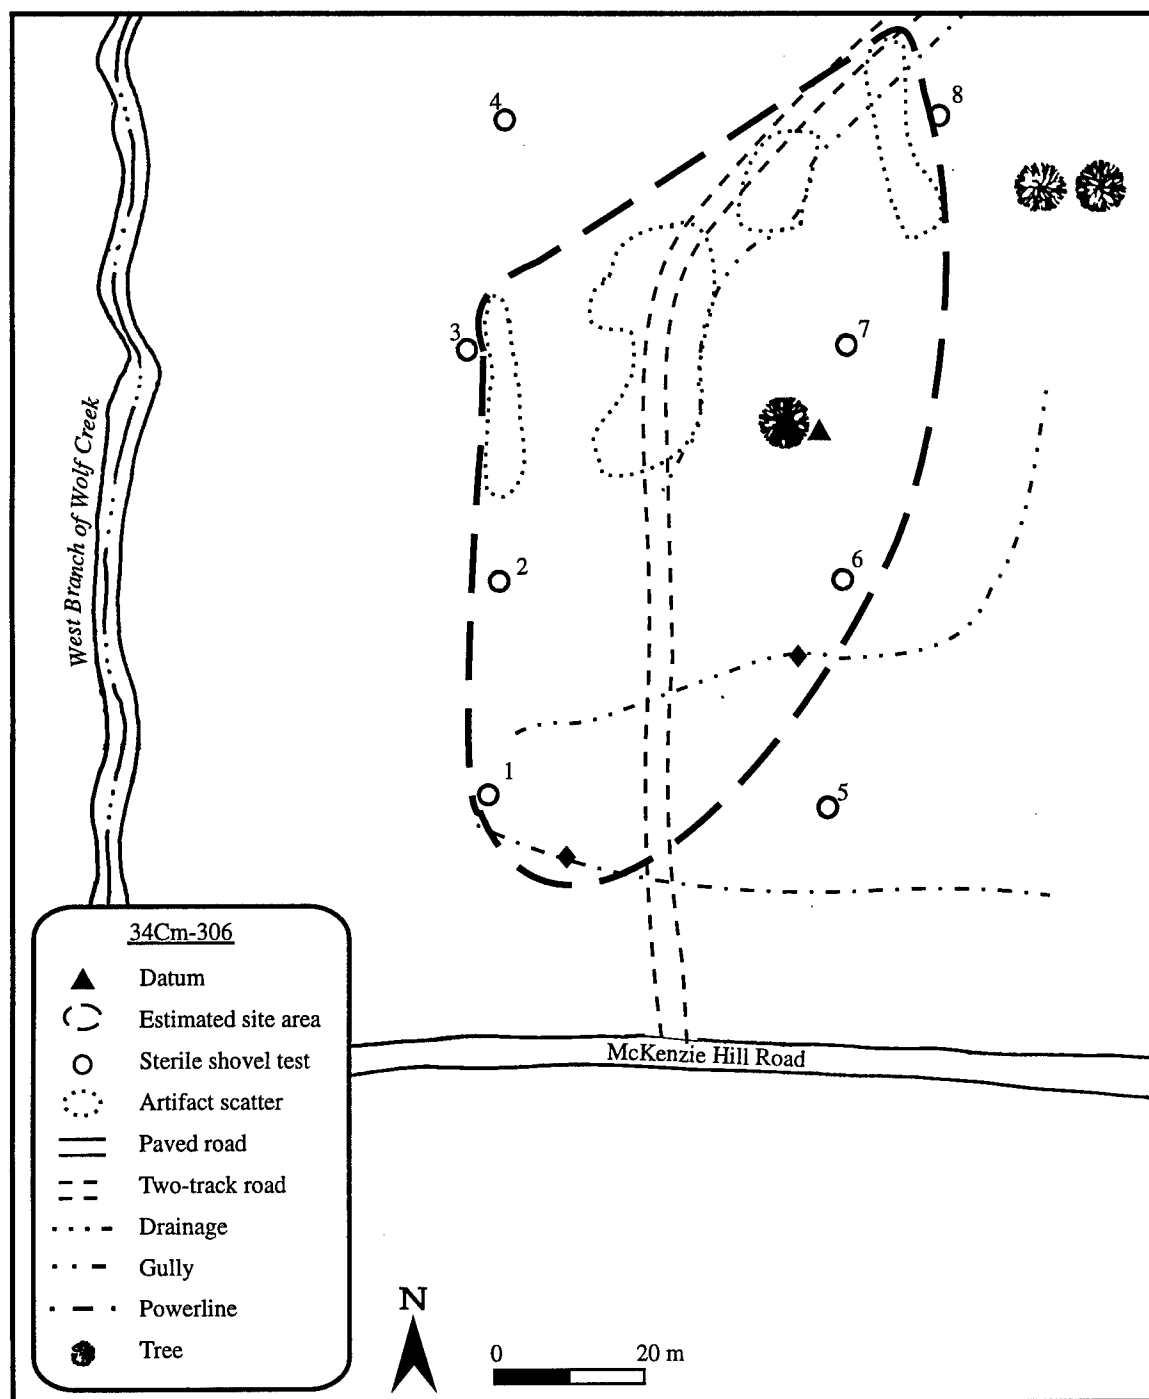 4
8
3
7
West Branch of Wolf Creek
2
6
1
5
34Cm-306
Datum
Estimated site area
Sterile shovel test
Artifact scatter
Paved road
Two-track road
Drainage
Gully
Powerline
Tree
McKenzie Hill Road
N
0 20 m